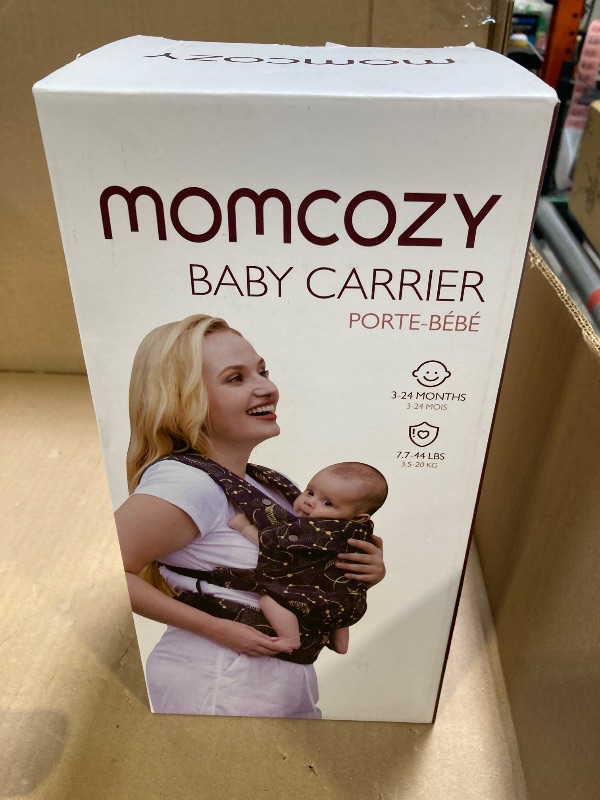 momcozy
momcozy
BABY CARRIER
PORTE-BÉBÉ
3-24 MONTHS
3-24 MOIS
7.7-44 LBS
3.5-20 KG